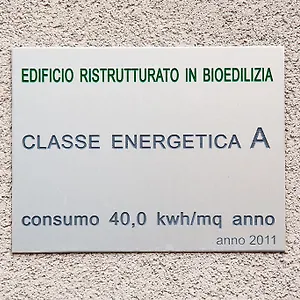 EDIFICIO RISTRUTTURATO IN BIOEDILIZIA
CLASSE ENERGETICA A
consumo 40,0 kwh/mq anno
anno 2011